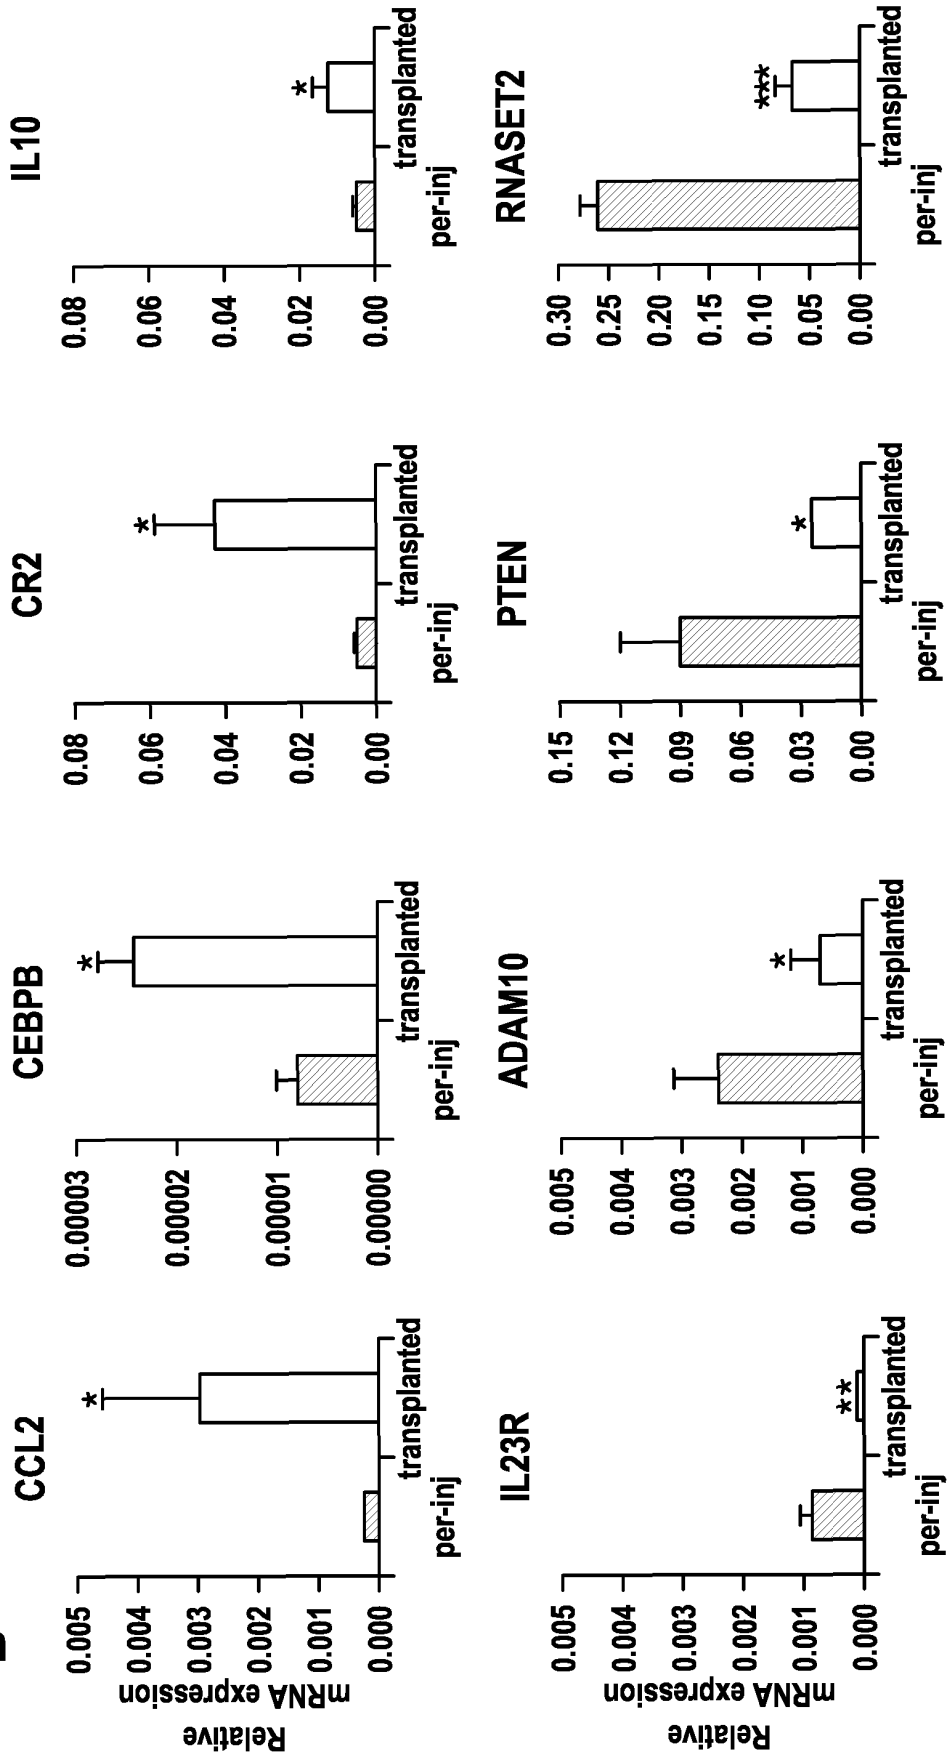 CCL2
Relative
mRNA expression
0.005
0.004
0.003
0.002
0.001
0.000
*
per-inj
transplanted
CEBPB
0.00003
0.00002
0.00001
0.00000
*
per-inj
transplanted
CR2
0.08
0.06
0.04
0.02
0.00
*
per-inj
transplanted
IL10
0.08
0.06
0.04
0.02
0.00
*
per-inj
transplanted
IL23R
Relative
mRNA expression
0.005
0.004
0.003
0.002
0.001
0.000
**
per-inj
transplanted
ADAM10
0.005
0.004
0.003
0.002
0.001
0.000
*
per-inj
transplanted
PTEN
0.15
0.12
0.09
0.06
0.03
0.00
*
per-inj
transplanted
RNASET2
0.30
0.25
0.20
0.15
0.10
0.05
0.00
***
per-inj
transplanted